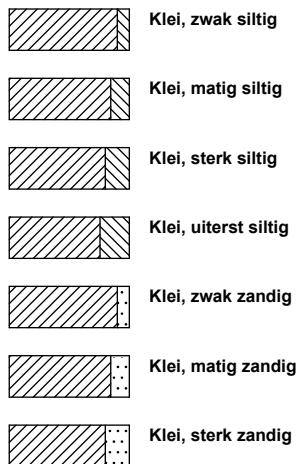 Klei, zwak siltig
Klei, matig siltig
Klei, sterk siltig
Klei, uiterst siltig
Klei, zwak zandig
Klei, matig zandig
Klei, sterk zandig